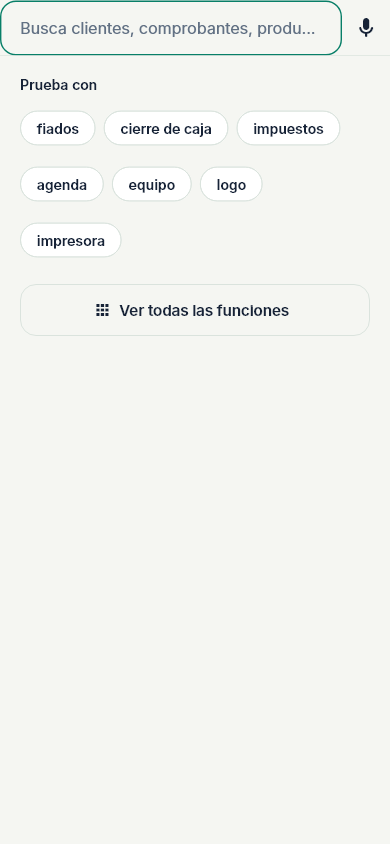 Busca clientes, comprobantes, produ...
Prueba con
fiados
cierre de caja
impuestos
agenda
equipo
logo
impresora
Ver todas las funciones